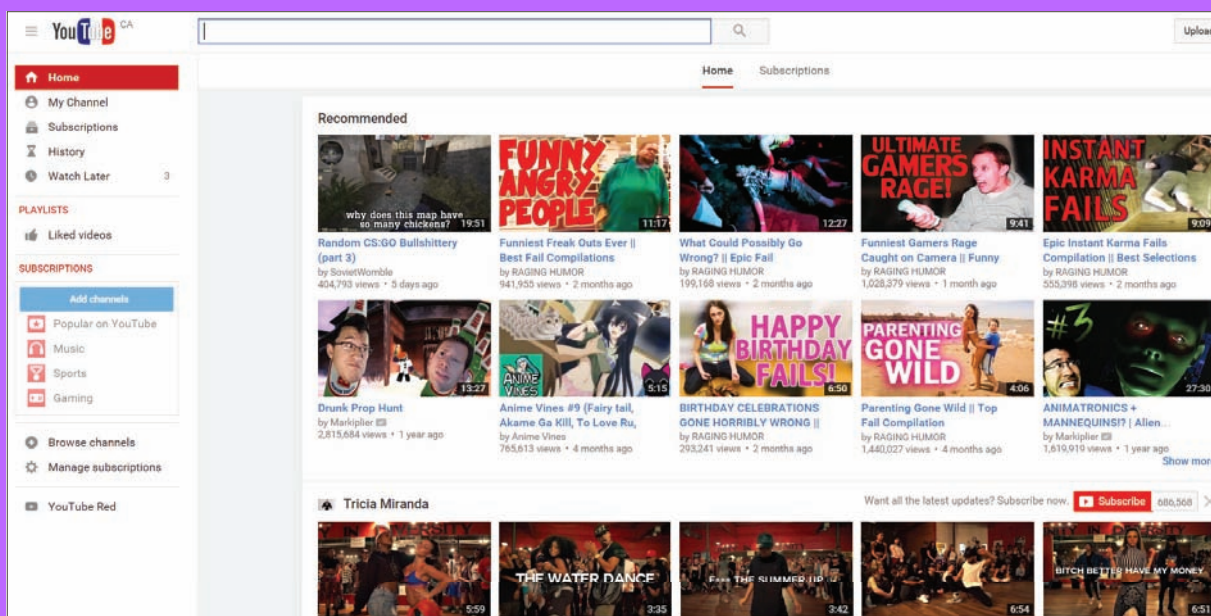 YouTube CA
Uploa
Home
My Channel
Subscriptions
History
Watch Later 3
PLAYLISTS
Liked videos
SUBSCRIPTIONS
Add channels
Popular on YouTube
Music
Sports
Gaming
Browse channels
Manage subscriptions
YouTube Red
Home Subscriptions
Recommended
why does this map have
so many chickens? 19:51
Random CS:GO Bullshittery
(part 3)
by SovietWomble
404,793 views • 5 days ago
FUNNY
ANGRY
PEOPLE
11:17
Funniest Freak Outs Ever ||
Best Fail Compilations
by RAGING HUMOR
941,955 views • 2 months ago
12:27
What Could Possibly Go
Wrong? || Epic Fail
by RAGING HUMOR
199,168 views • 2 months ago
ULTIMATE
GAMERS
RAGE!
9:41
Funniest Gamers Rage
Caught on Camera || Funny
by RAGING HUMOR
1,028,379 views • 1 month ago
INSTANT
KARMA
FAILS
9:09
Epic Instant Karma Fails
Compilation || Best Selections
by RAGING HUMOR
555,398 views • 2 months ago
13:27
Drunk Prop Hunt
by Markiplier
2,815,684 views • 1 year ago
ANIME
VINES
5:15
Anime Vines #9 (Fairy tail,
Akame Ga Kill, To Love Ru,
by Anime Vines
765,613 views • 4 months ago
HAPPY
BIRTHDAY
FAILS!
6:50
BIRTHDAY CELEBRATIONS
GONE HORRIBLY WRONG ||
by RAGING HUMOR
293,241 views • 2 months ago
PARENTING
GONE
WILD
4:06
Parenting Gone Wild || Top
Fail Compilation
by RAGING HUMOR
1,440,027 views • 4 months ago
#3
27:30
ANIMATRONICS +
MANNEQUINS!? | Alien...
by Markiplier
1,619,919 views • 1 year ago
Show more
Tricia Miranda
Want all the latest updates? Subscribe now. Subscribe 686,568
5:59
THE WATER DANCE
3:35
F*** THE SUMMER UP
3:42
6:54
BITCH BETTER HAVE MY MONEY
6:51